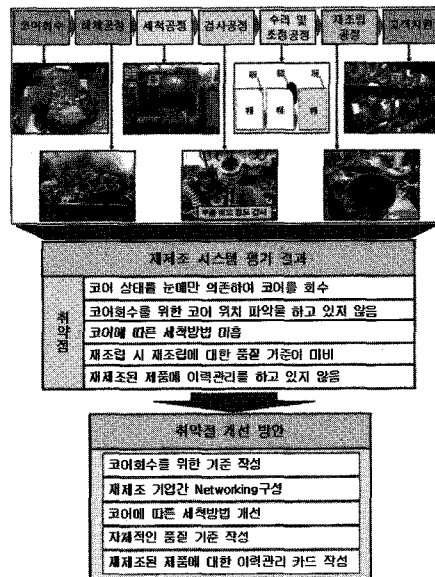 코어회수
해체공정
세척공정
검사공정
수리 및
조정공정
재조립
공정
고객지원
재제조 시스템 평가 결과
취약점
코어 상태를 눈에만 의존하여 코어를 회수
코어회수를 위한 코어 위치 파악을 하고 있지 않음
코어에 따른 세척방법 미흡
재조립 시 재조립에 대한 품질 기준이 미비
재제조된 제품에 이력관리를 하고 있지 않음
취약점 개선 방안
코어회수를 위한 기준 작성
재제조 기업간 Networking구성
코어에 따른 세척방법 개선
자체적인 품질 기준 작성
재제조된 제품에 대한 이력관리 카드 작성